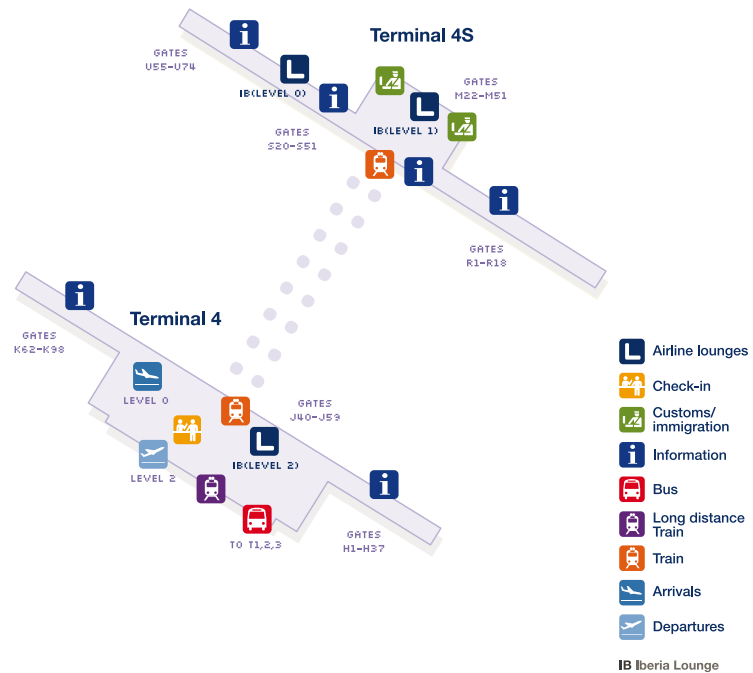 Terminal 4S
GATES
U55-U74
IB(LEVEL 0)
GATES
M22-M51
IB(LEVEL 1)
GATES
S20-S51
GATES
R1-R18
Terminal 4
GATES
K62-K98
LEVEL 0
GATES
J40-J59
IB(LEVEL 2)
LEVEL 2
TO T1,2,3
GATES
H1-H37
Airline lounges
Check-in
Customs/
immigration
Information
Bus
Long distance
Train
Train
Arrivals
Departures
IB Iberia Lounge